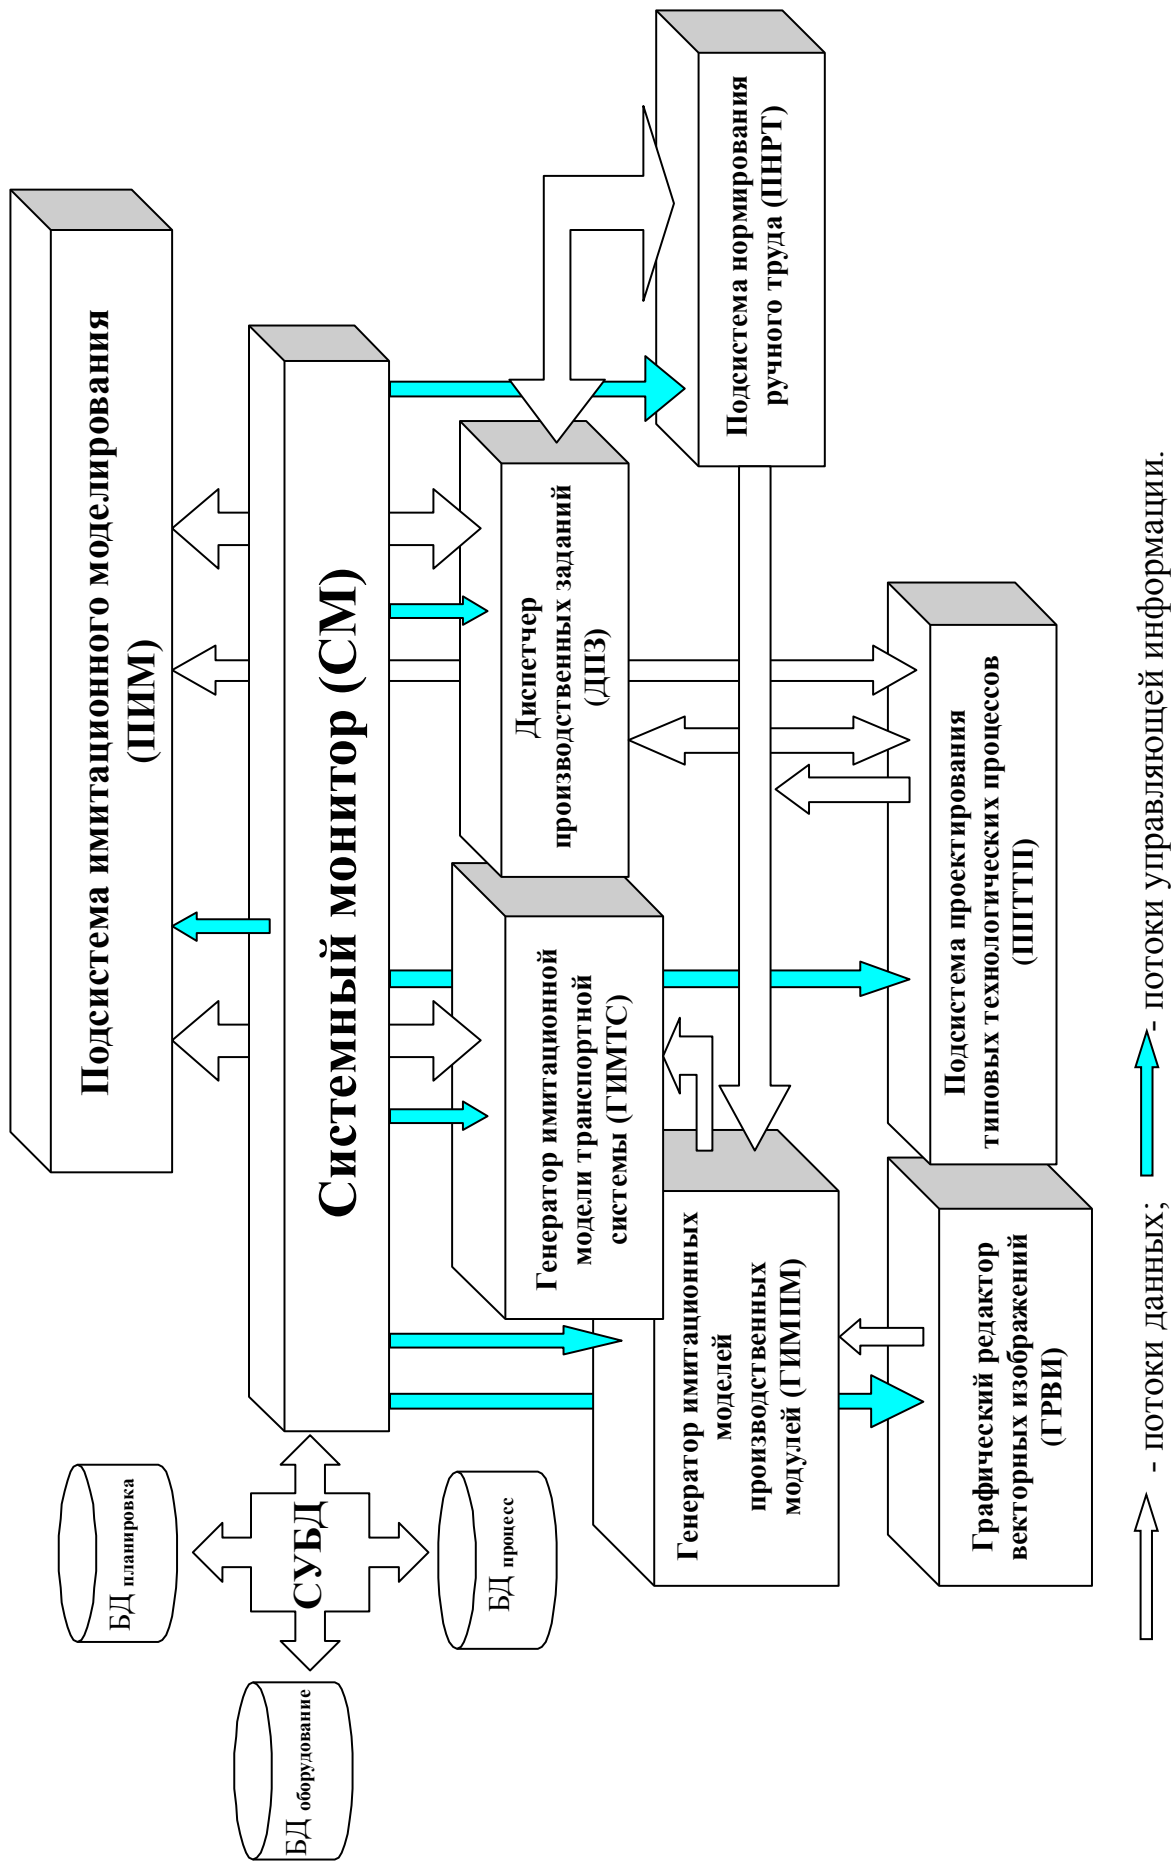 Подсистема имитационного моделирования
(ПИМ)
БД планировка
Системный монитор (СМ)
СУБД
БД оборудование
БД процесс
Генератор имитационной
модели транспортной
системы (ГИМТС)
Диспетчер
производственных заданий
(ДПЗ)
Генератор имитационных
моделей
производственных
модулей (ГИМПМ)
Подсистема нормирования
ручного труда (ПНРТ)
Графический редактор
векторных изображений
(ГРВИ)
Подсистема проектирования
типовых технологических процессов
(ППТТП)
- потоки данных; - потоки управляющей информации.